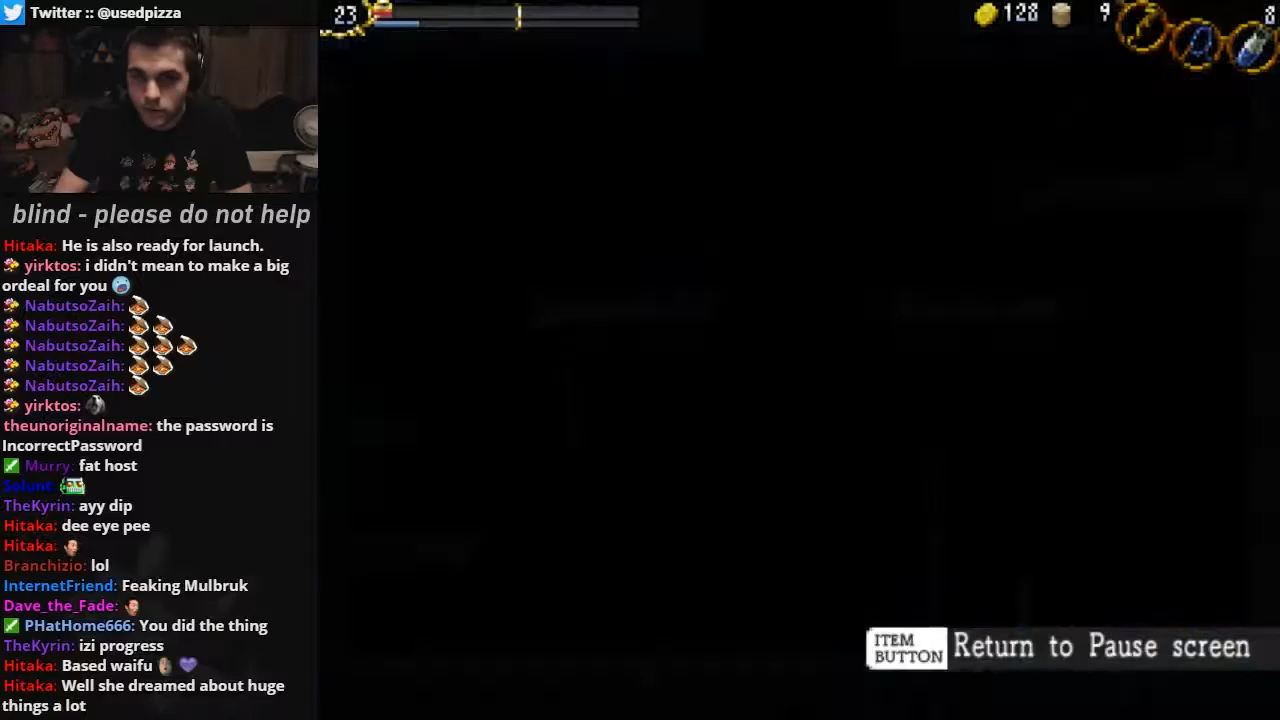 Twitter :: @usedpizza
23
128
9
8
blind - please do not help
Hitaka: He is also ready for launch.
yirktos: i didn't mean to make a big
ordeal for you
NabutsoZaih:
NabutsoZaih:
NabutsoZaih:
NabutsoZaih:
NabutsoZaih:
yirktos:
theunoriginalname: the password is
IncorrectPassword
Murry: fat host
Solunt:
TheKyrin: ayy dip
Hitaka: dee eye pee
Hitaka:
Branchizio: lol
InternetFriend: Feaking Mulbruk
Dave_the_Fade:
PHatHome666: You did the thing
TheKyrin: izi progress
Hitaka: Based waifu
Hitaka: Well she dreamed about huge
things a lot
ITEM
BUTTON
Return to Pause screen